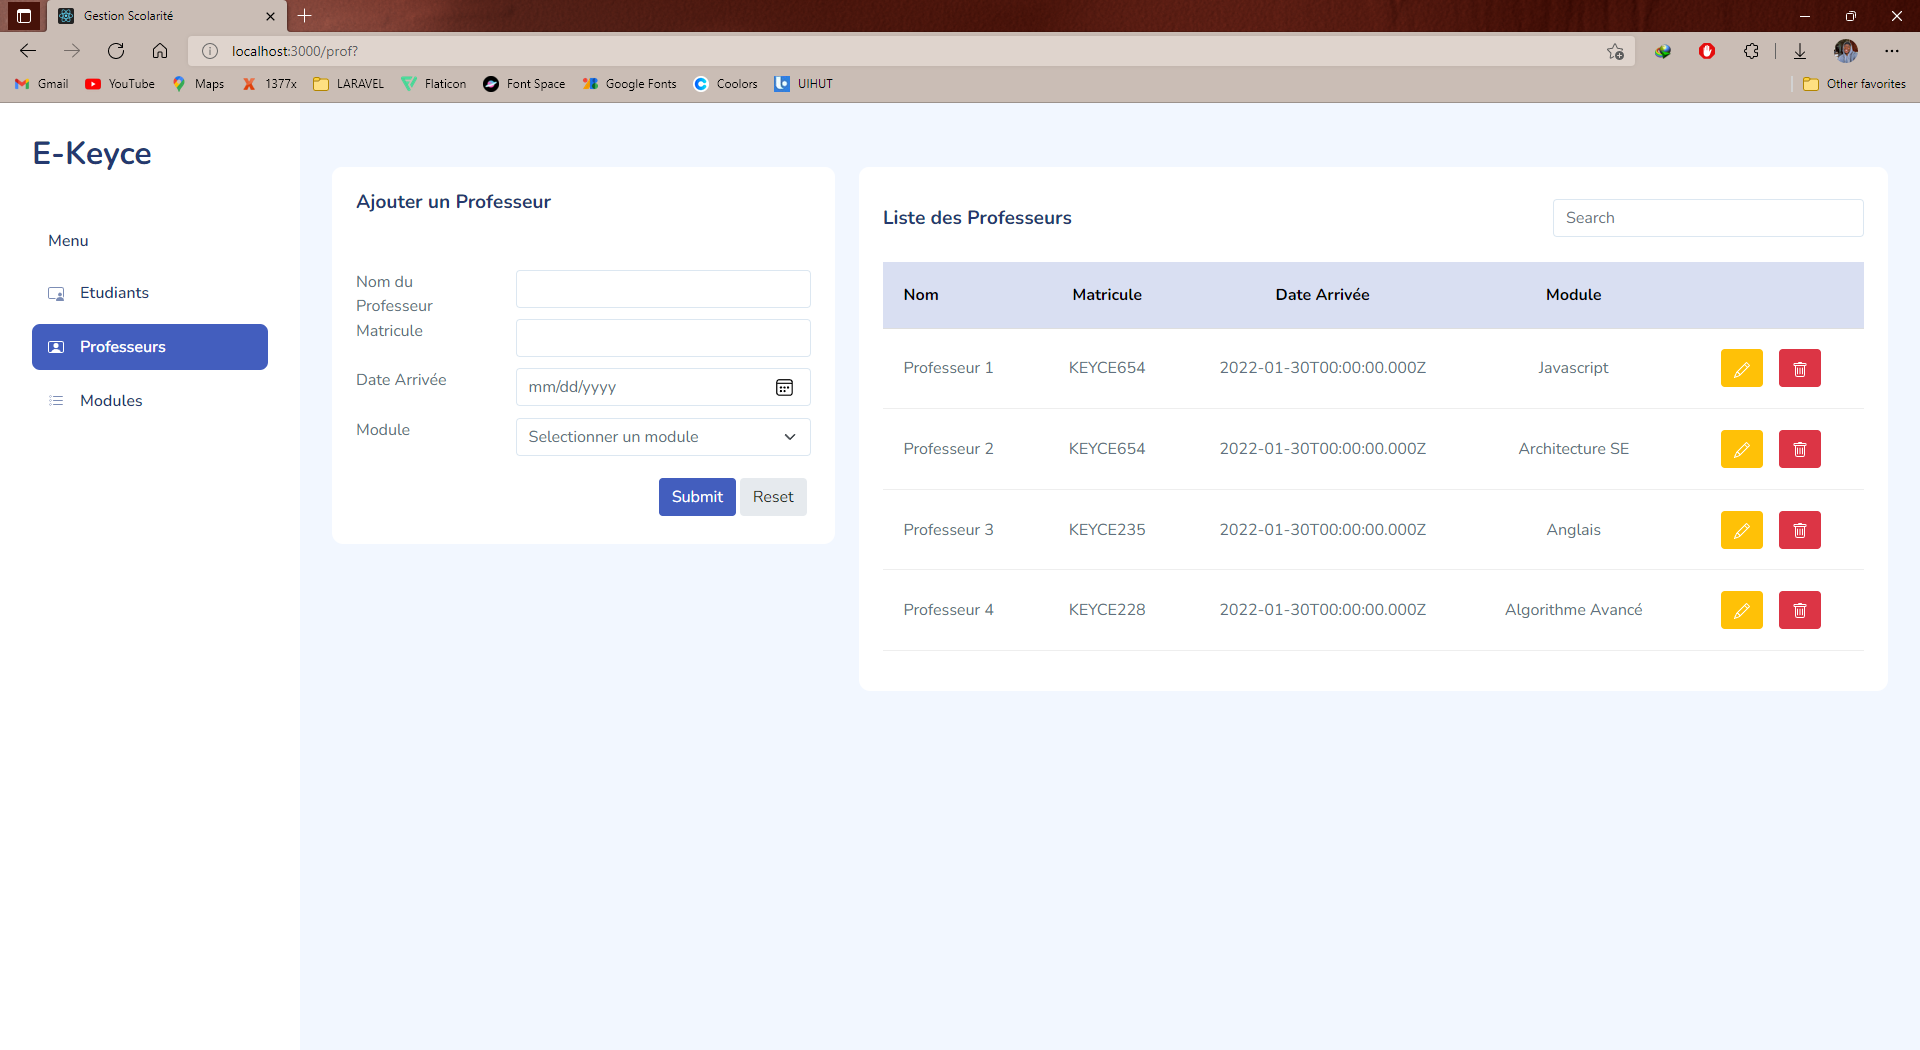 Gestion Scolarité
localhost:3000/prof?
Gmail YouTube Maps 1377x LARAVEL Flaticon Font Space Google Fonts Coolors UIHUT Other favorites
E-Keyce
Menu
Etudiants
Professeurs
Modules
Ajouter un Professeur
Nom du
Professeur
Matricule
Date Arrivée mm/dd/yyyy
Module Selectionner un module
Submit Reset
Liste des Professeurs Search
Nom Matricule Date Arrivée Module
Professeur 1 KEYCE654 2022-01-30T00:00:00.000Z Javascript
Professeur 2 KEYCE654 2022-01-30T00:00:00.000Z Architecture SE
Professeur 3 KEYCE235 2022-01-30T00:00:00.000Z Anglais
Professeur 4 KEYCE228 2022-01-30T00:00:00.000Z Algorithme Avancé